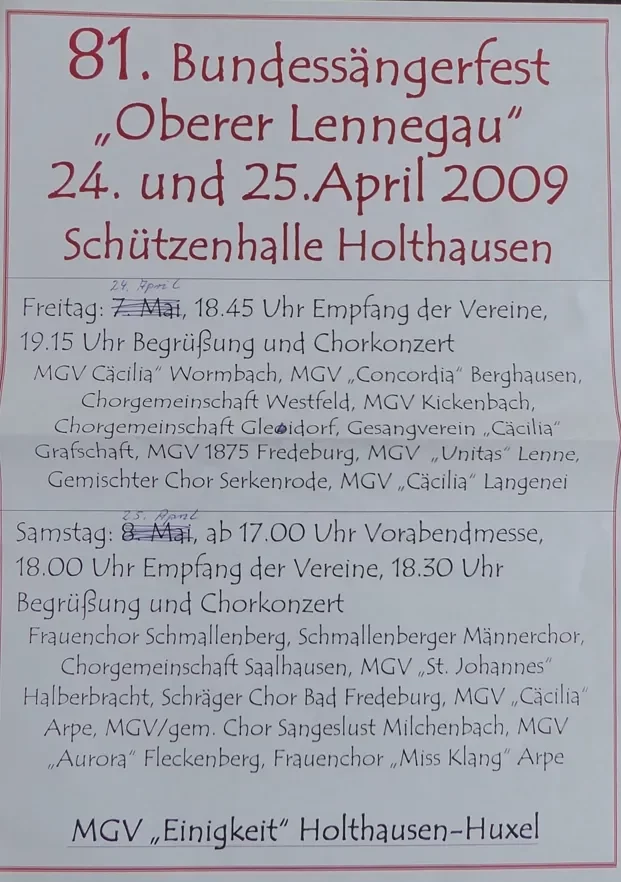 81. Bundessängerfest
„Oberer Lennegau“
24. und 25.April 2009
Schützenhalle Holthausen
24. April
Freitag: 7. Mai, 18.45 Uhr Empfang der Vereine,
19.15 Uhr Begrüßung und Chorkonzert
MGV Cäcilia“ Wormbach, MGV „Concordia“ Berghausen,
Chorgemeinschaft Westfeld, MGV Kickenbach,
Chorgemeinschaft Gleidorf, Gesangverein „Cäcilia“
Grafschaft, MGV 1875 Fredeburg, MGV „Unitas“ Lenne,
Gemischter Chor Serkenrode, MGV „Cäcilia“ Langenei
25. April
Samstag: 8. Mai, ab 17.00 Uhr Vorabendmesse,
18.00 Uhr Empfang der Vereine, 18.30 Uhr
Begrüßung und Chorkonzert
Frauenchor Schmallenberg, Schmallenberger Männerchor,
Chorgemeinschaft Saalhausen, MGV „St. Johannes“
Halberbracht, Schräger Chor Bad Fredeburg, MGV „Cäcilia“
Arpe, MGV/gem. Chor Sangeslust Milchenbach, MGV
„Aurora“ Fleckenberg, Frauenchor „Miss Klang“ Arpe
MGV „Einigkeit“ Holthausen-Huxel